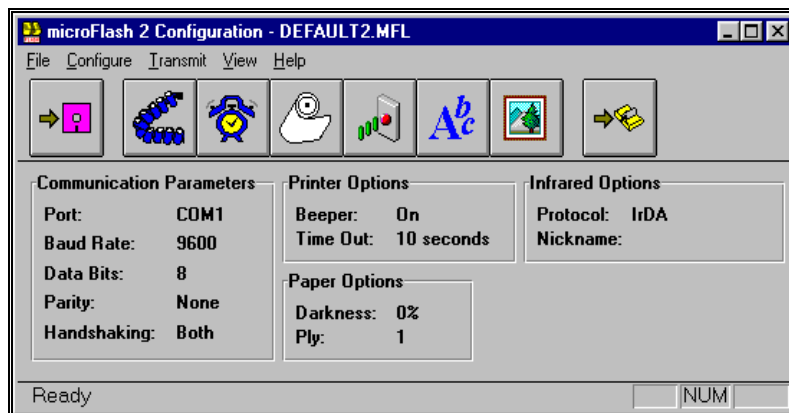 microFlash 2 Configuration - DEFAULT2.MFL
File Configure Transmit View Help
Abc
Communication Parameters
Port: COM1
Baud Rate: 9600
Data Bits: 8
Parity: None
Handshaking: Both
Printer Options
Beeper: On
Time Out: 10 seconds
Paper Options
Darkness: 0%
Ply: 1
Infrared Options
Protocol: IrDA
Nickname:
Ready
NUM